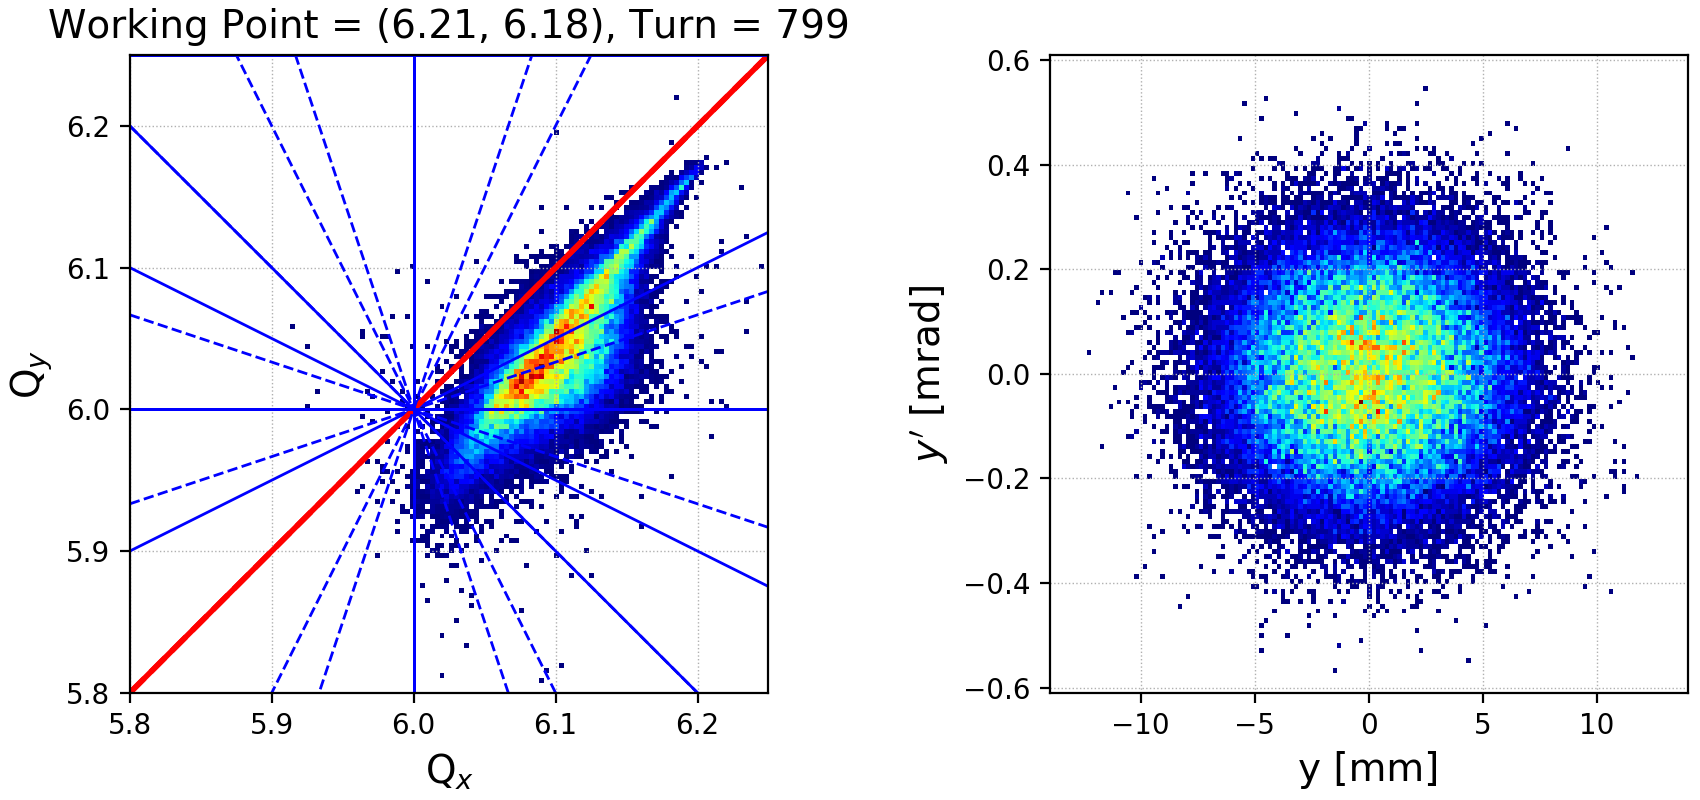 Working Point = (6.21, 6.18), Turn = 799
6.2
6.1
6.0
5.9
5.8
Q_y
5.8 5.9 6.0 6.1 6.2
Q_x
0.6
0.4
0.2
0.0
−0.2
−0.4
−0.6
y′ [mrad]
−10 −5 0 5 10
y [mm]